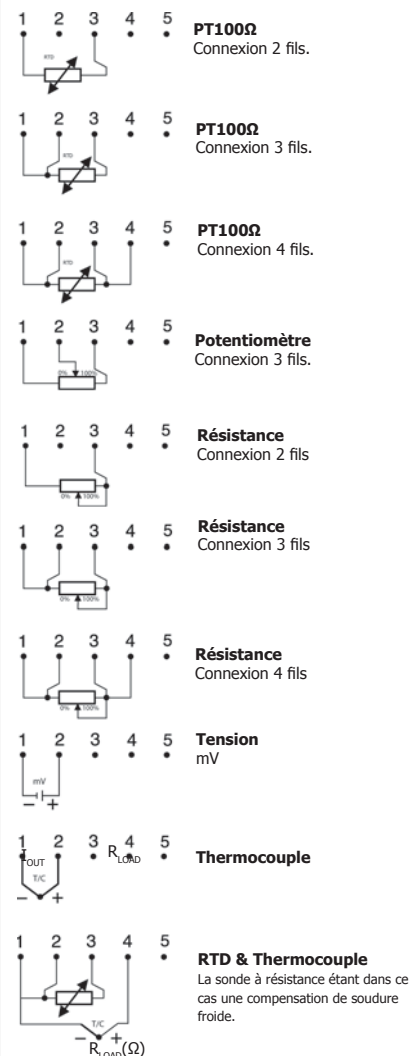 1 2 3 4 5
RTD
PT100Ω
Connexion 2 fils.
1 2 3 4 5
RTD
PT100Ω
Connexion 3 fils.
1 2 3 4 5
RTD
PT100Ω
Connexion 4 fils.
1 2 3 4 5
0% 100%
Potentiomètre
Connexion 3 fils.
1 2 3 4 5
0% 100%
Résistance
Connexion 2 fils
1 2 3 4 5
0% 100%
Résistance
Connexion 3 fils
1 2 3 4 5
0% 100%
Résistance
Connexion 4 fils
1 2 3 4 5
mV
− +
Tension
mV
1 2 3 4 5
IOUT RLOAD
T/C
− +
Thermocouple
1 2 3 4 5
T/C
− +
RLOAD(Ω)
RTD & Thermocouple
La sonde à résistance étant dans ce
cas une compensation de soudure
froide.